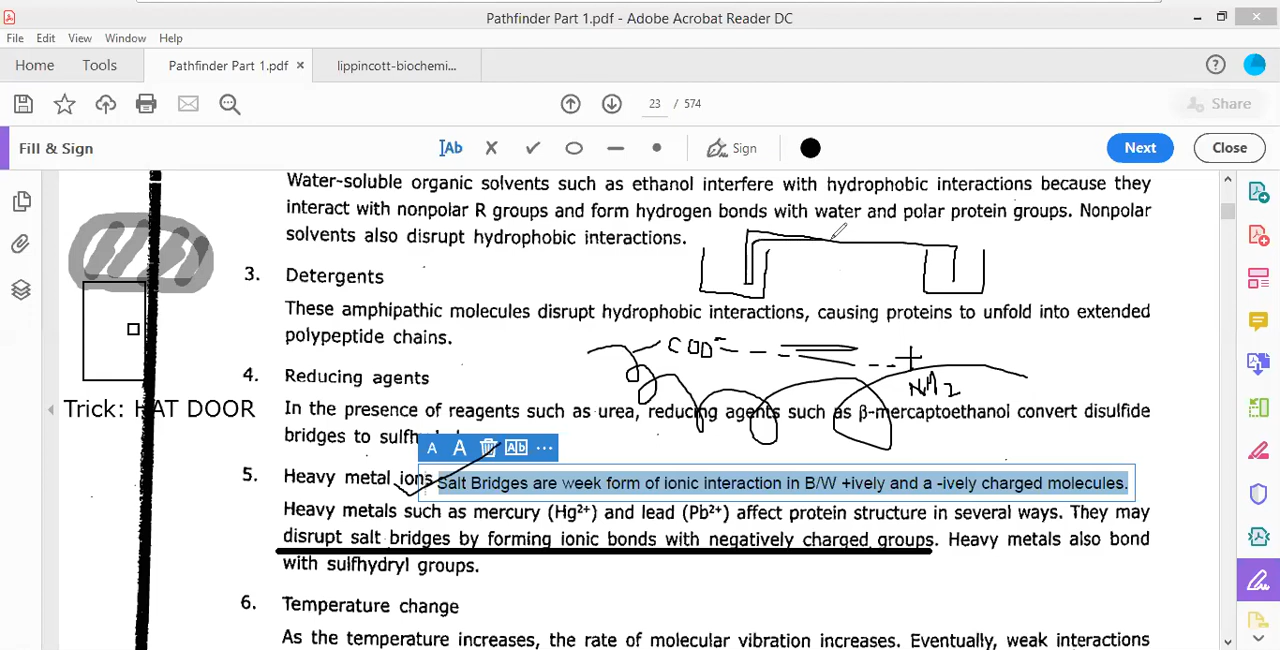 Pathfinder Part 1.pdf - Adobe Acrobat Reader DC
File Edit View Window Help
Home Tools Pathfinder Part 1.pdf × lippincott-biochemi...
23 / 574
Share
Fill & Sign
Ab
Sign
Next
Close
Water-soluble organic solvents such as ethanol interfere with hydrophobic interactions because they
interact with nonpolar R groups and form hydrogen bonds with water and polar protein groups. Nonpolar
solvents also disrupt hydrophobic interactions.
3. Detergents
These amphipathic molecules disrupt hydrophobic interactions, causing proteins to unfold into extended
polypeptide chains.
COO⁻ +
NH2
4. Reducing agents
Trick: HAT DOOR
In the presence of reagents such as urea, reducing agents such as β-mercaptoethanol convert disulfide
bridges to sulfh
A A Ab ...
5. Heavy metal ions
Salt Bridges are week form of ionic interaction in B/W +ively and a -ively charged molecules.
Heavy metals such as mercury (Hg²⁺) and lead (Pb²⁺) affect protein structure in several ways. They may
disrupt salt bridges by forming ionic bonds with negatively charged groups. Heavy metals also bond
with sulfhydryl groups.
6. Temperature change
As the temperature increases, the rate of molecular vibration increases. Eventually, weak interactions